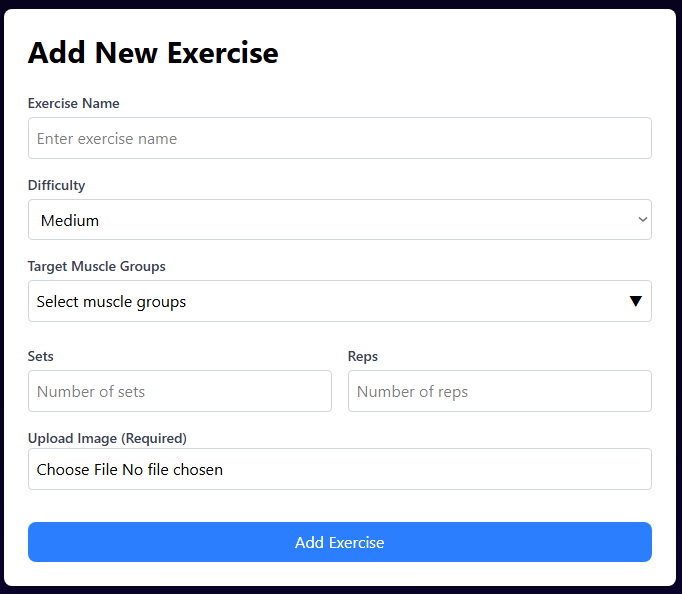 Add New Exercise
Exercise Name
Enter exercise name
Difficulty
Medium
Target Muscle Groups
Select muscle groups
▼
Sets
Reps
Number of sets
Number of reps
Upload Image (Required)
Choose File No file chosen
Add Exercise